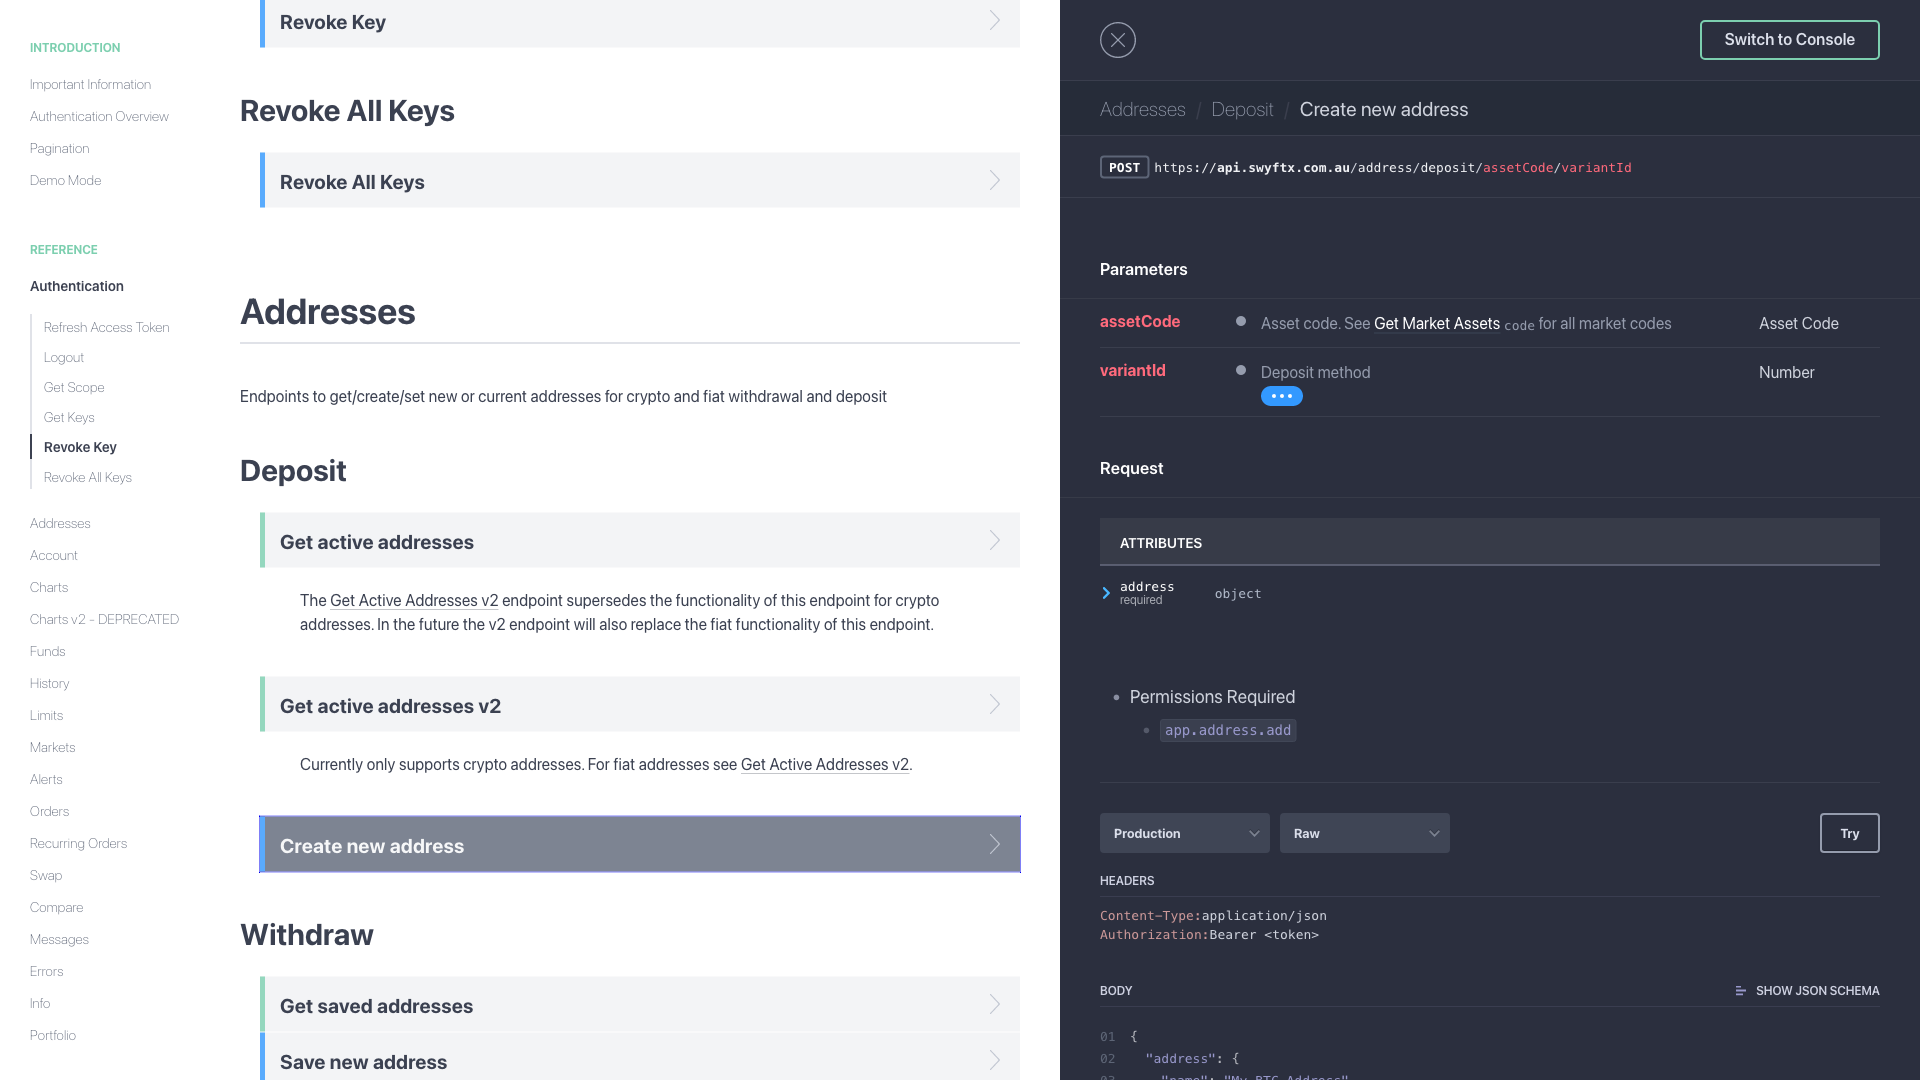 INTRODUCTION
Important Information
Authentication Overview
Pagination
Demo Mode
REFERENCE
Authentication
Refresh Access Token
Logout
Get Scope
Get Keys
Revoke Key
Revoke All Keys
Addresses
Account
Charts
Charts v2 - DEPRECATED
Funds
History
Limits
Markets
Alerts
Orders
Recurring Orders
Swap
Compare
Messages
Errors
Info
Portfolio
Revoke Key
Revoke All Keys
Revoke All Keys
Addresses
Endpoints to get/create/set new or current addresses for crypto and fiat withdrawal and deposit
Deposit
Get active addresses
The Get Active Addresses v2 endpoint supersedes the functionality of this endpoint for crypto
addresses. In the future the v2 endpoint will also replace the fiat functionality of this endpoint.
Get active addresses v2
Currently only supports crypto addresses. For fiat addresses see Get Active Addresses v2.
Create new address
Withdraw
Get saved addresses
Save new address
Switch to Console
Addresses / Deposit / Create new address
POST https://api.swyftx.com.au/address/deposit/assetCode/variantId
Parameters
assetCode Asset code. See Get Market Assets code for all market codes Asset Code
variantId Deposit method Number
Request
ATTRIBUTES
address object
required
Permissions Required
app.address.add
Production Raw Try
HEADERS
Content-Type:application/json
Authorization:Bearer <token>
BODY SHOW JSON SCHEMA
01 {
02 "address": {
03 "name": "My BTC Address"